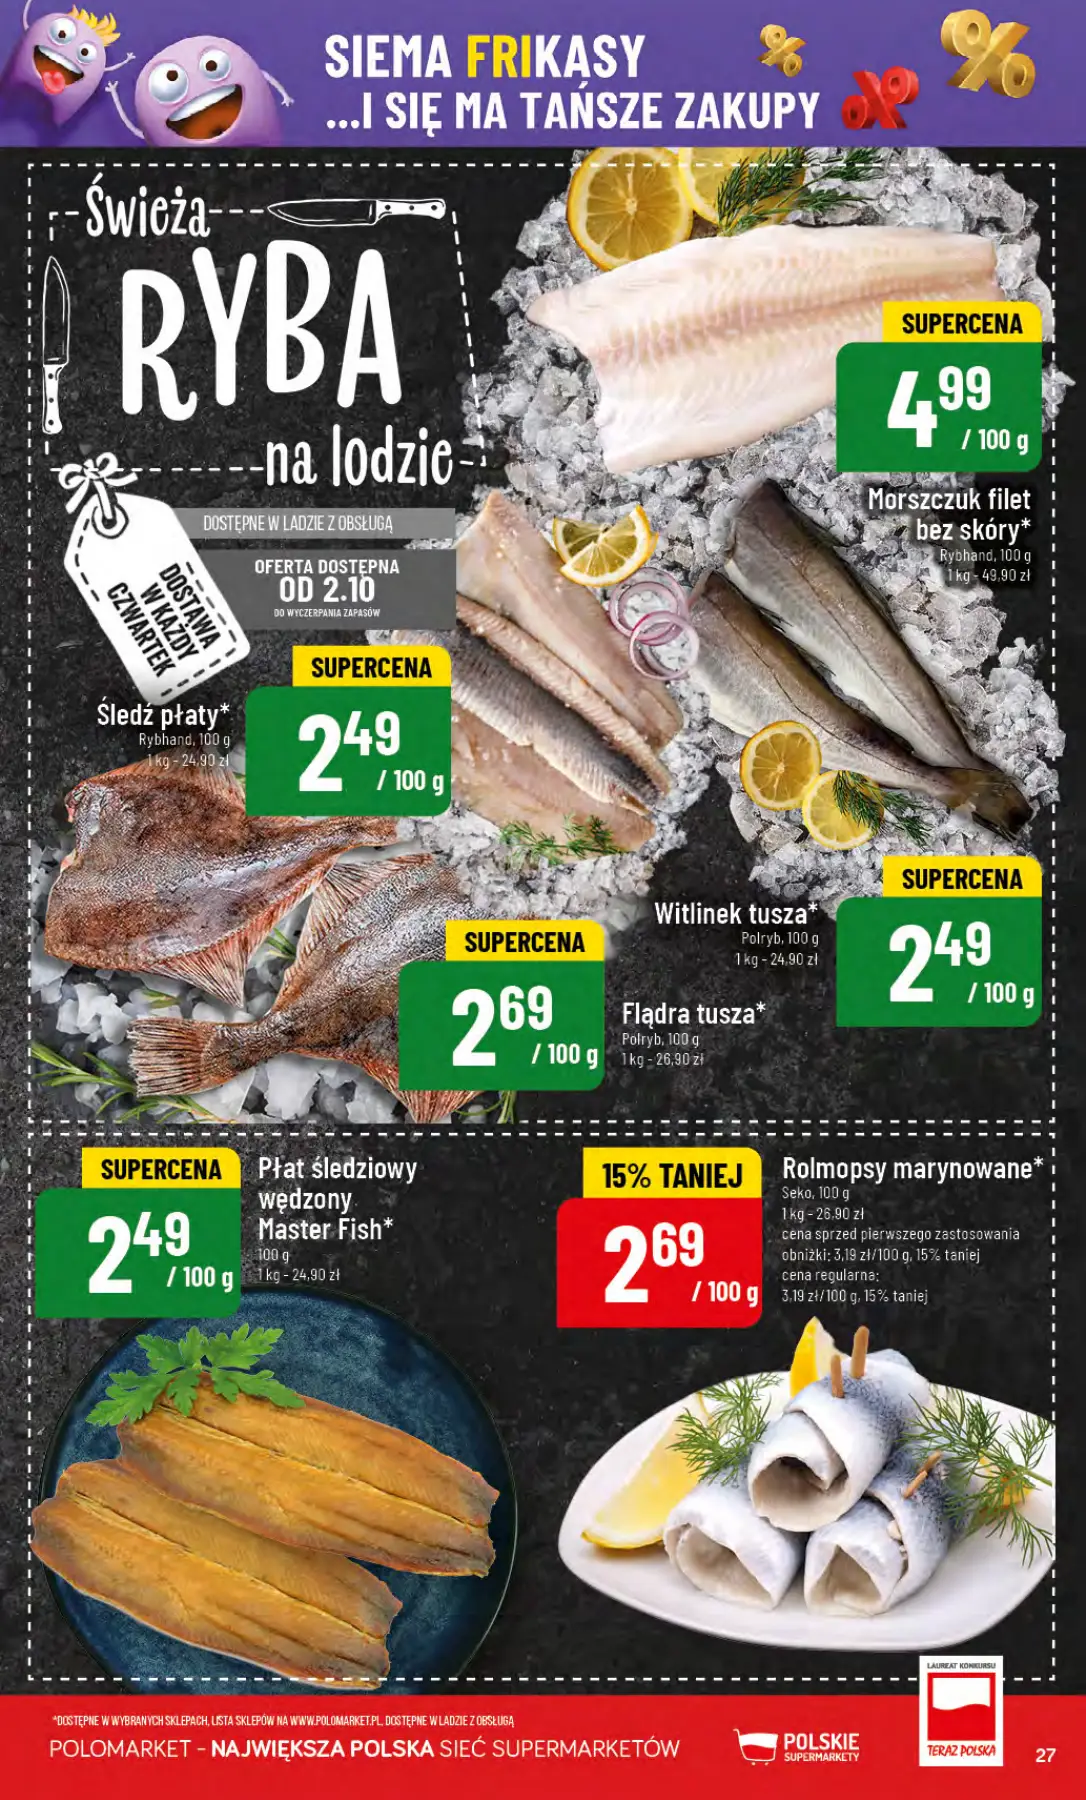 SIEMA FRIKASY
...I SIĘ MA TAŃSZE ZAKUPY
Świeża
RYBA
na lodzie
DOSTĘPNE W LADZIE Z OBSŁUGĄ
OFERTA DOSTĘPNA
OD 2.10
DO WYCZERPANIA ZAPASÓW
DOSTAWA
W KAŻDY
CZWARTEK
SUPERCENA
4,99
/ 100 g
Morszczuk filet
bez skóry*
Rybhand, 100 g
1 kg - 49,90 zł
SUPERCENA
Śledź płaty*
Rybhand, 100 g
1 kg - 24,90 zł
2 49
/ 100 g
SUPERCENA
Witlinek tusza*
Polryb, 100 g
1 kg - 24,90 zł
2 49
/ 100 g
SUPERCENA
2 69
/ 100 g
Flądra tusza*
Polryb, 100 g
1 kg - 26,90 zł
SUPERCENA
2 49
/ 100 g
Płat śledziowy
wędzony
Master Fish*
100 g
1 kg - 24,90 zł
15% TANIEJ
2 69
/ 100 g
Rolmopsy marynowane*
Seko, 100 g
1 kg - 26,90 zł
cena sprzed pierwszego zastosowania
obniżki: 3,19 zł/100 g, 15% taniej
cena regularna:
3,19 zł/100 g, 15% taniej
*DOSTĘPNE W WYBRANYCH SKLEPACH, LISTA SKLEPÓW NA WWW.POLOMARKET.PL, DOSTĘPNE W LADZIE Z OBSŁUGĄ
POLOMARKET - NAJWIĘKSZA POLSKA SIEĆ SUPERMARKETÓW
POLSKIE
SUPERMARKETY
LAUREAT KONKURSU
TERAZ POLSKA
27